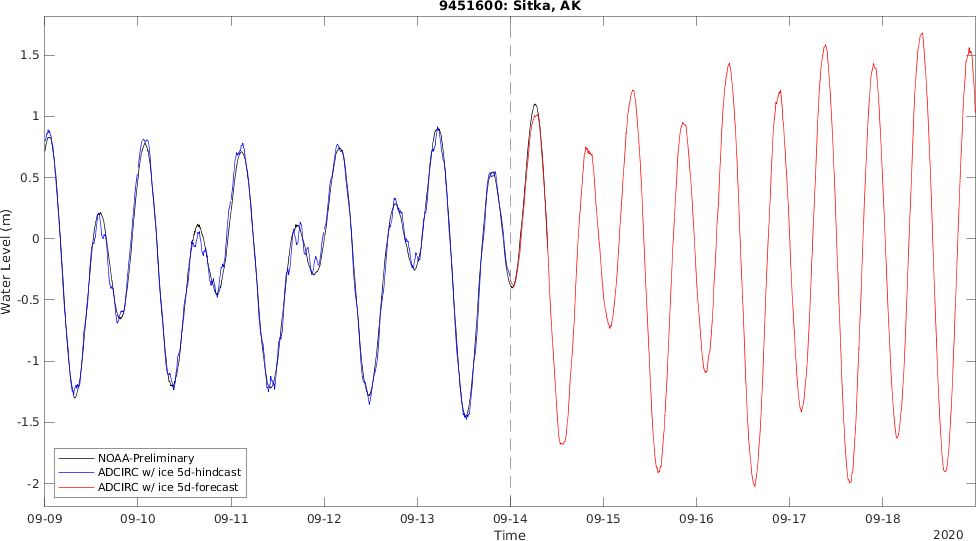 9451600: Sitka, AK
1.5
1
0.5
0
-0.5
-1
-1.5
-2
Water Level (m)
NOAA-Preliminary
ADCIRC w/ ice 5d-hindcast
ADCIRC w/ ice 5d-forecast
09-09 09-10 09-11 09-12 09-13 09-14 09-15 09-16 09-17 09-18
Time
2020